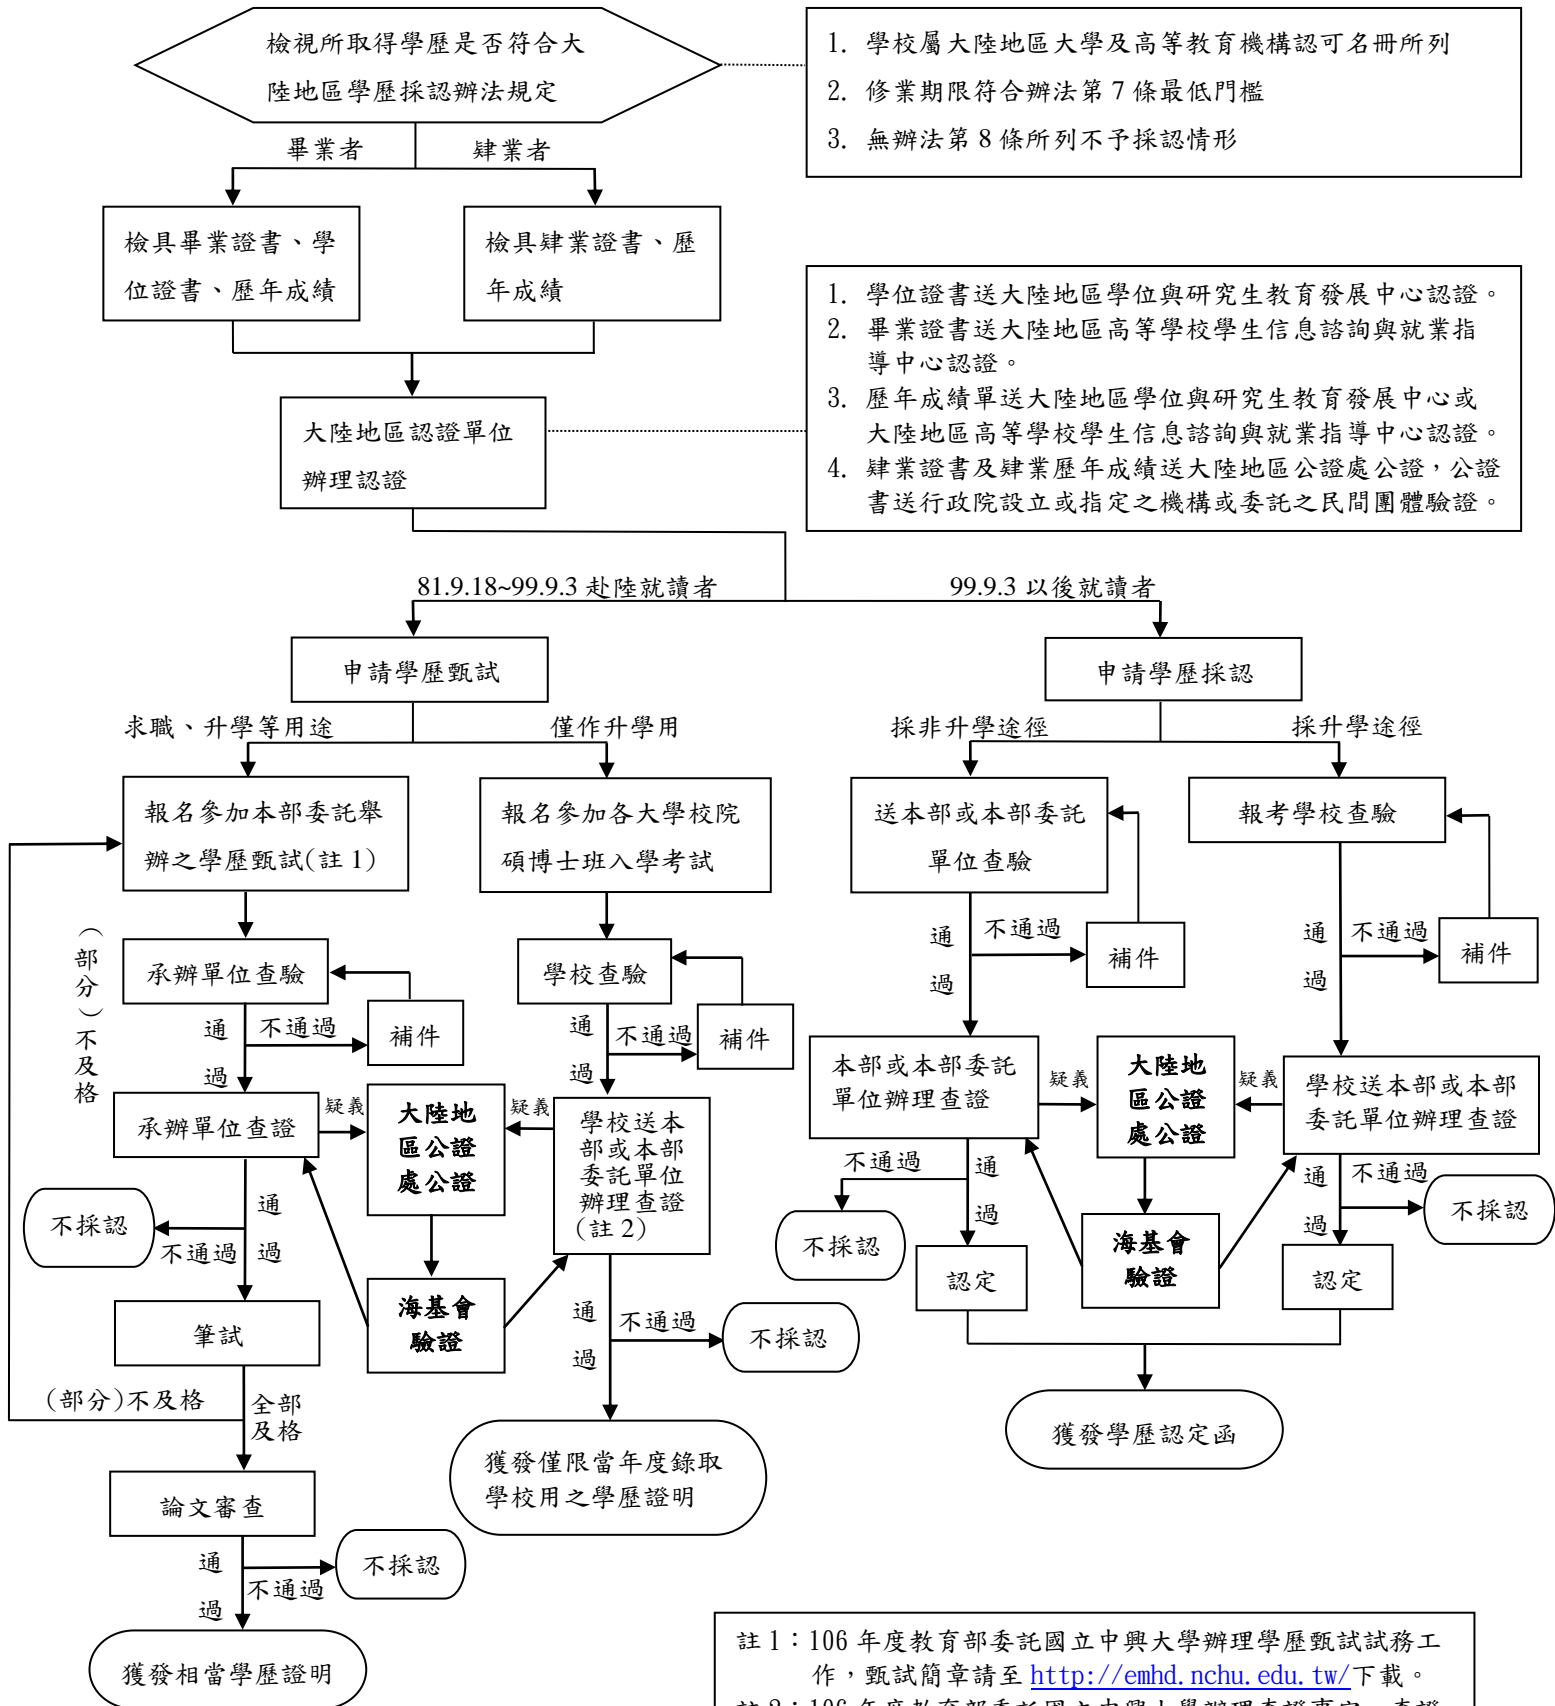 檢視所取得學歷是否符合大
陸地區學歷採認辦法規定
1. 學校屬大陸地區大學及高等教育機構認可名冊所列
2. 修業期限符合辦法第 7 條最低門檻
3. 無辦法第 8 條所列不予採認情形
畢業者
肄業者
檢具畢業證書、學
位證書、歷年成績
檢具肄業證書、歷
年成績
1. 學位證書送大陸地區學位與研究生教育發展中心認證。
2. 畢業證書送大陸地區高等學校學生信息諮詢與就業指
導中心認證。
3. 歷年成績單送大陸地區學位與研究生教育發展中心或
大陸地區高等學校學生信息諮詢與就業指導中心認證。
4. 肄業證書及肄業歷年成績送大陸地區公證處公證，公證
書送行政院設立或指定之機構或委託之民間團體驗證。
大陸地區認證單位
辦理認證
81.9.18~99.9.3 赴陸就讀者
99.9.3 以後就讀者
申請學歷甄試
申請學歷採認
求職、升學等用途
僅作升學用
採非升學途徑
採升學途徑
報名參加本部委託舉
辦之學歷甄試(註 1)
報名參加各大學校院
碩博士班入學考試
送本部或本部委託
單位查驗
報考學校查驗
（部分）不及格
承辦單位查驗
學校查驗
通過
不通過
補件
通過
不通過
補件
通過
不通過
補件
通過
不通過
補件
承辦單位查證
疑義
大陸地
區公證
處公證
疑義
學校送本
部或本部
委託單位
辦理查證
(註 2)
本部或本部委託
單位辦理查證
疑義
大陸地
區公證
處公證
疑義
學校送本部或本部
委託單位辦理查證
不採認
不通過
通過
海基會
驗證
通過
不通過
不採認
不通過
通過
不採認
認定
海基會
驗證
通過
不通過
不採認
認定
筆試
(部分)不及格
全部
及格
獲發僅限當年度錄取
學校用之學歷證明
獲發學歷認定函
論文審查
通過
不通過
不採認
獲發相當學歷證明
註 1：106 年度教育部委託國立中興大學辦理學歷甄試試務工
作，甄試簡章請至 http://emhd.nchu.edu.tw/下載。